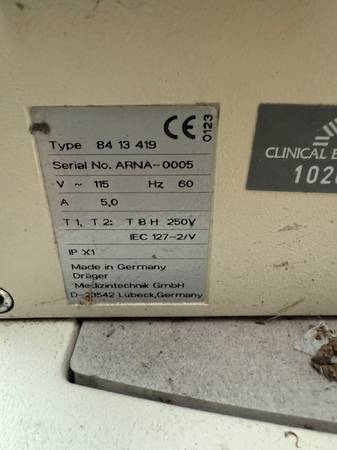 Type 84 13 419 CE 0123
Serial No. ARNA-0005
V ~ 115 Hz 60
A 5,0
T 1, T 2: T B H 250V
IEC 127-2/V
IP X1
Made in Germany
Dräger
Medizintechnik GmbH
D-23542 Lübeck,Germany
CLINICAL